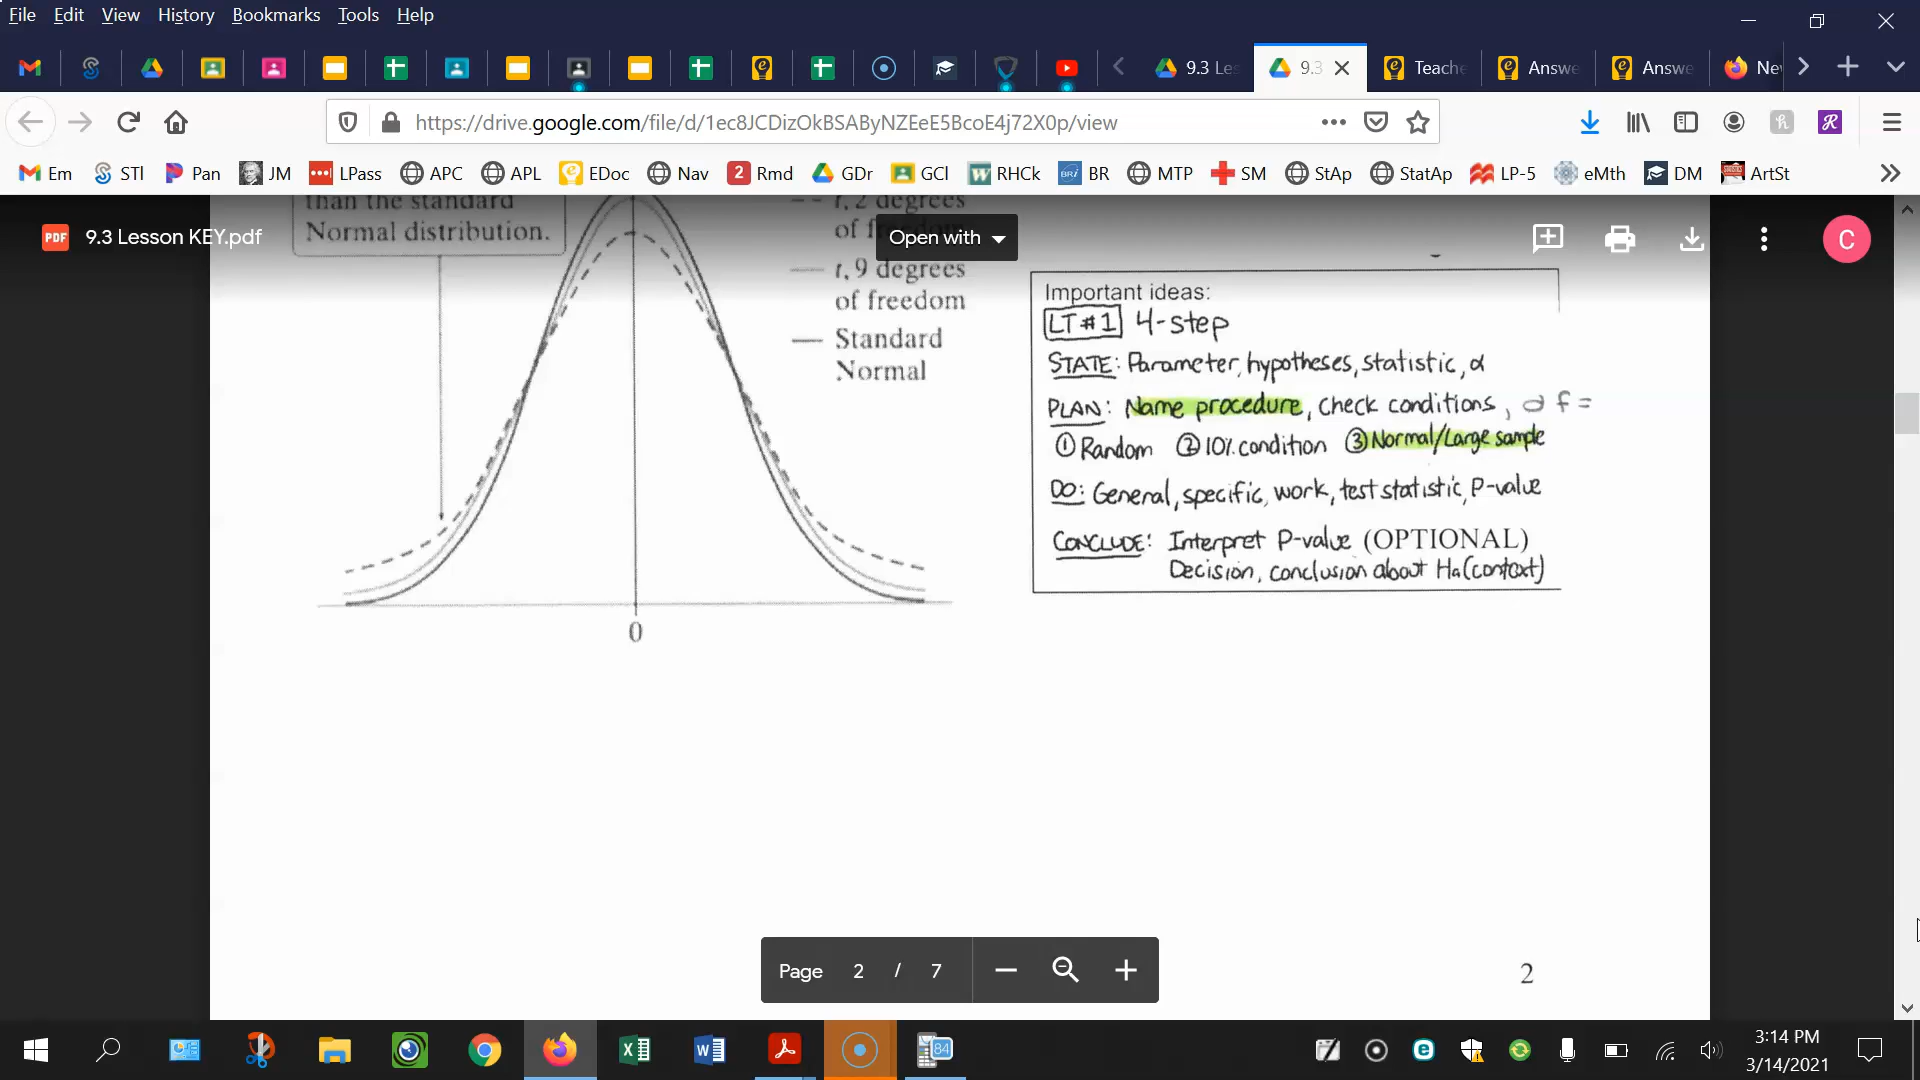 File Edit View History Bookmarks Tools Help
9.3 Les
9.3
Teache
Answe
Answe
Nev
https://drive.google.com/file/d/1ec8JCDizOkBSAByNZEeE5BcoE4j72X0p/view
Em STl Pan JM LPass APC APL EDoc Nav 2 Rmd GDr GCl RHCk BR MTP SM StAp StatAp LP-5 eMth DM ArtSt
PDF 9.3 Lesson KEY.pdf
Open with
C
than the standard
Normal distribution.
t, 2 degrees
of
t, 9 degrees
of freedom
Standard
Normal
0
Important ideas:
LT #1 4-step
STATE: Parameter, hypotheses, statistic, α
PLAN: Name procedure, Check conditions, df =
① Random ② 10% condition ③ Normal/Large sample
DO: General, specific, work, test statistic, P-value
CONCLUDE: Interpret P-value (OPTIONAL)
Decision, conclusion about Ha (context)
Page 2 / 7
2
84
3:14 PM
3/14/2021